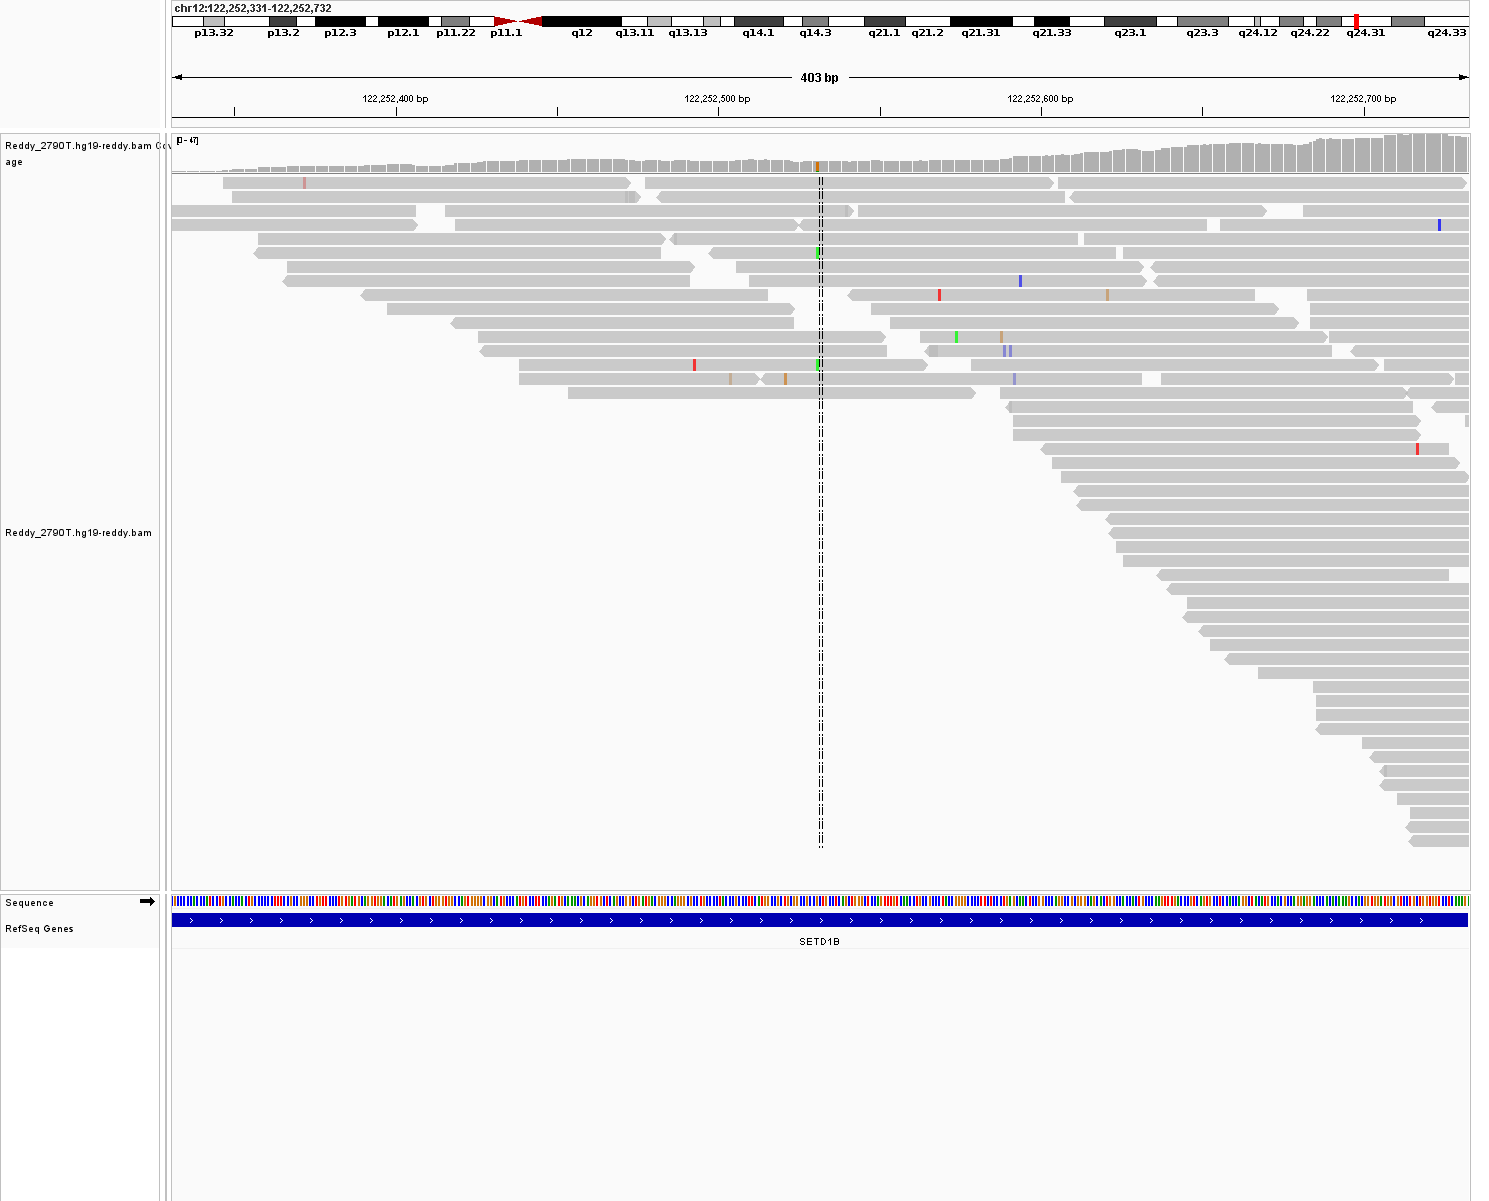 chr12:122,252,331-122,252,732
p13.32 p13.2 p12.3 p12.1 p11.22 p11.1 q12 q13.11 q13.13 q14.1 q14.3 q21.1 q21.2 q21.31 q21.33 q23.1 q23.3 q24.12 q24.22 q24.31 q24.33
403 bp
122,252,400 bp 122,252,500 bp 122,252,600 bp 122,252,700 bp
Reddy_2790T.hg19-reddy.bam Cov
age
[0 - 47]
Reddy_2790T.hg19-reddy.bam
Sequence
RefSeq Genes
SETD1B